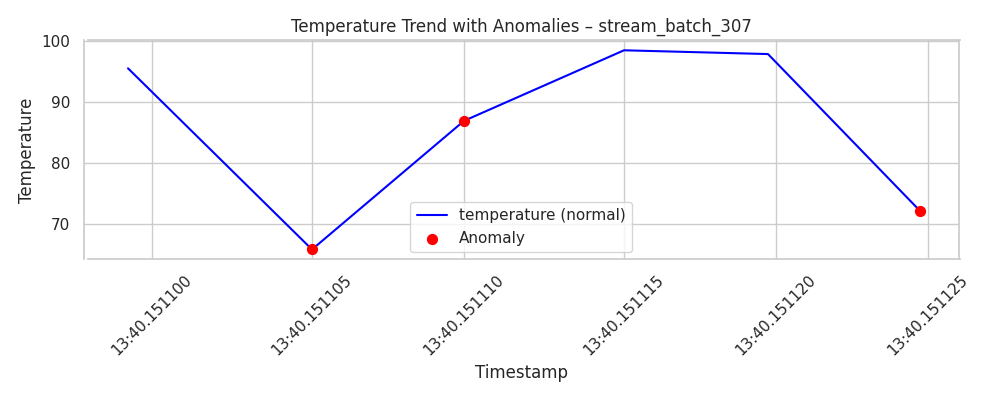 Temperature Trend with Anomalies – stream_batch_307
Temperature
100
90
80
70
temperature (normal)
Anomaly
13:40.151100
13:40.151105
13:40.151110
13:40.151115
13:40.151120
13:40.151125
Timestamp